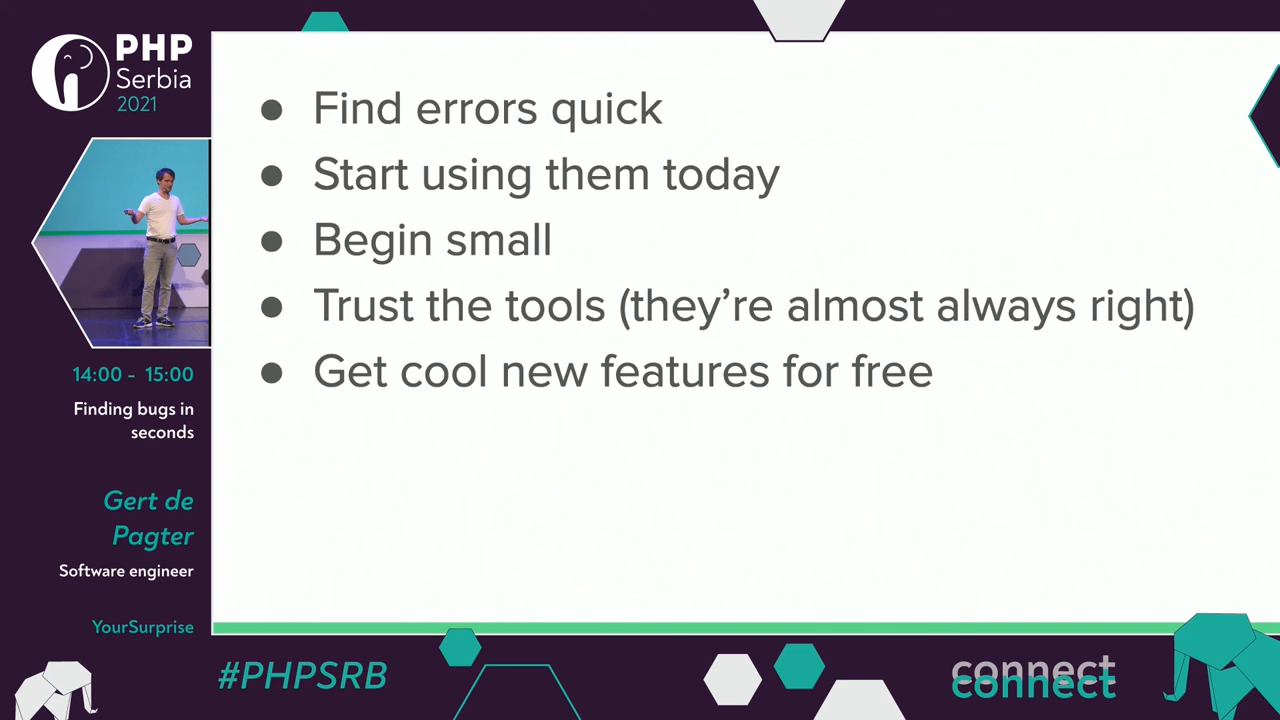 PHP
Serbia
2021
● Find errors quick
● Start using them today
● Begin small
● Trust the tools (they’re almost always right)
● Get cool new features for free
14:00 - 15:00
Finding bugs in
seconds
Gert de
Pagter
Software engineer
YourSurprise
#PHPSRB
connect
connect